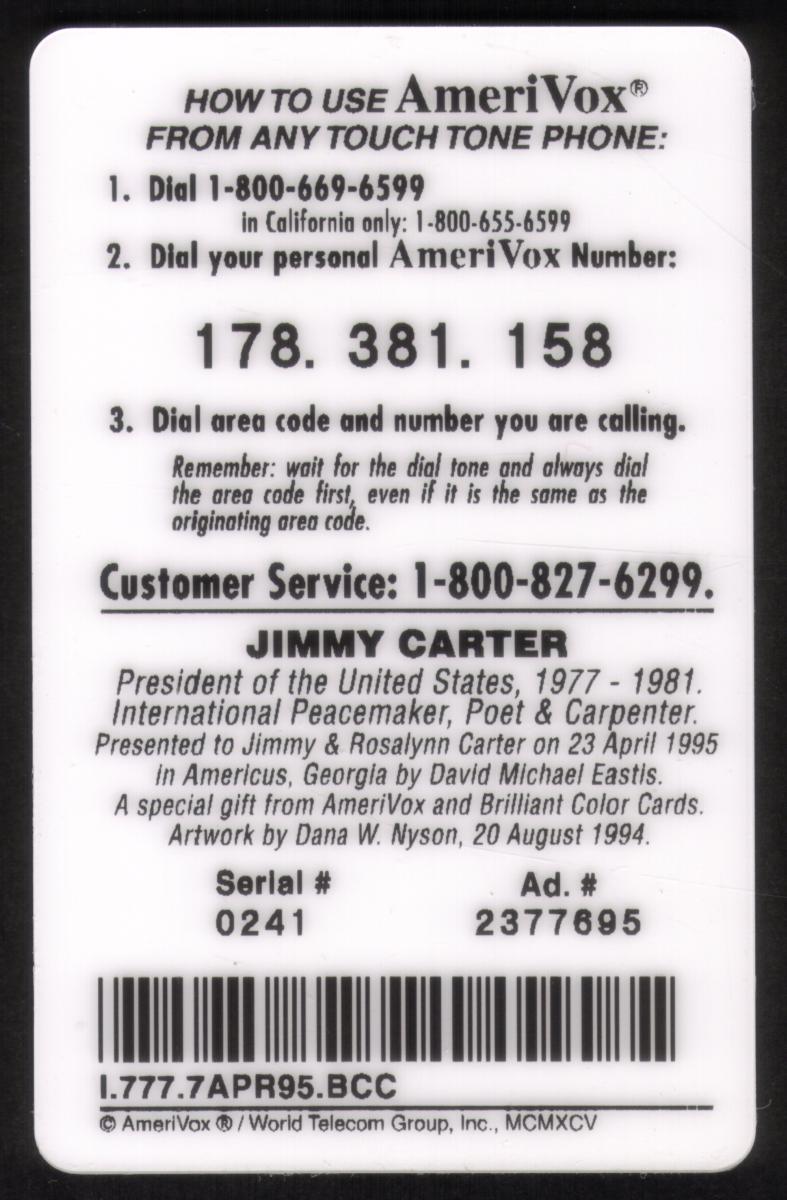 HOW TO USE AmeriVox®
FROM ANY TOUCH TONE PHONE:
1. Dial 1-800-669-6599
in California only: 1-800-655-6599
2. Dial your personal AmeriVox Number:
178. 381. 158
3. Dial area code and number you are calling.
Remember: wait for the dial tone and always dial
the area code first, even if it is the same as the
originating area code.
Customer Service: 1-800-827-6299.
JIMMY CARTER
President of the United States, 1977 - 1981.
International Peacemaker, Poet & Carpenter.
Presented to Jimmy & Rosalynn Carter on 23 April 1995
in Americus, Georgia by David Michael Eastis.
A special gift from AmeriVox and Brilliant Color Cards.
Artwork by Dana W. Nyson, 20 August 1994.
Serial # Ad. #
0241 2377695
I.777.7APR95.BCC
© AmeriVox ® / World Telecom Group, Inc., MCMXCV